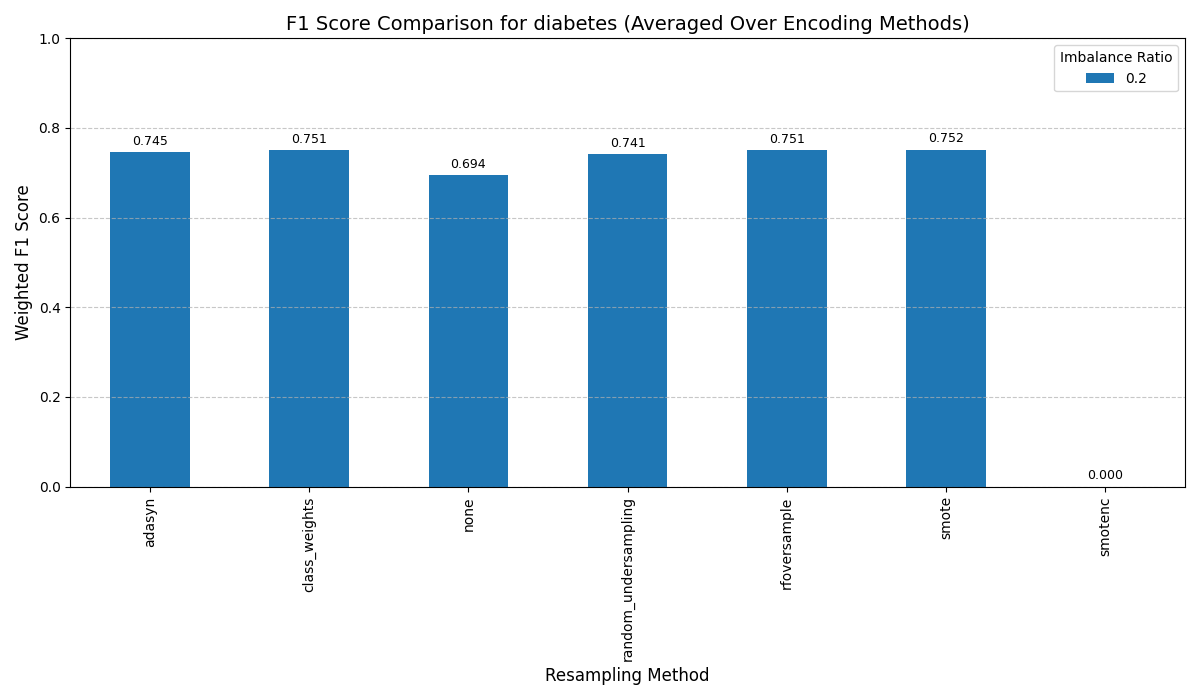 F1 Score Comparison for diabetes (Averaged Over Encoding Methods)
Weighted F1 Score
1.0
0.8
0.6
0.4
0.2
0.0
Imbalance Ratio
0.2
0.745
0.751
0.694
0.741
0.751
0.752
0.000
adasyn
class_weights
none
random_undersampling
rfoversample
smote
smotenc
Resampling Method